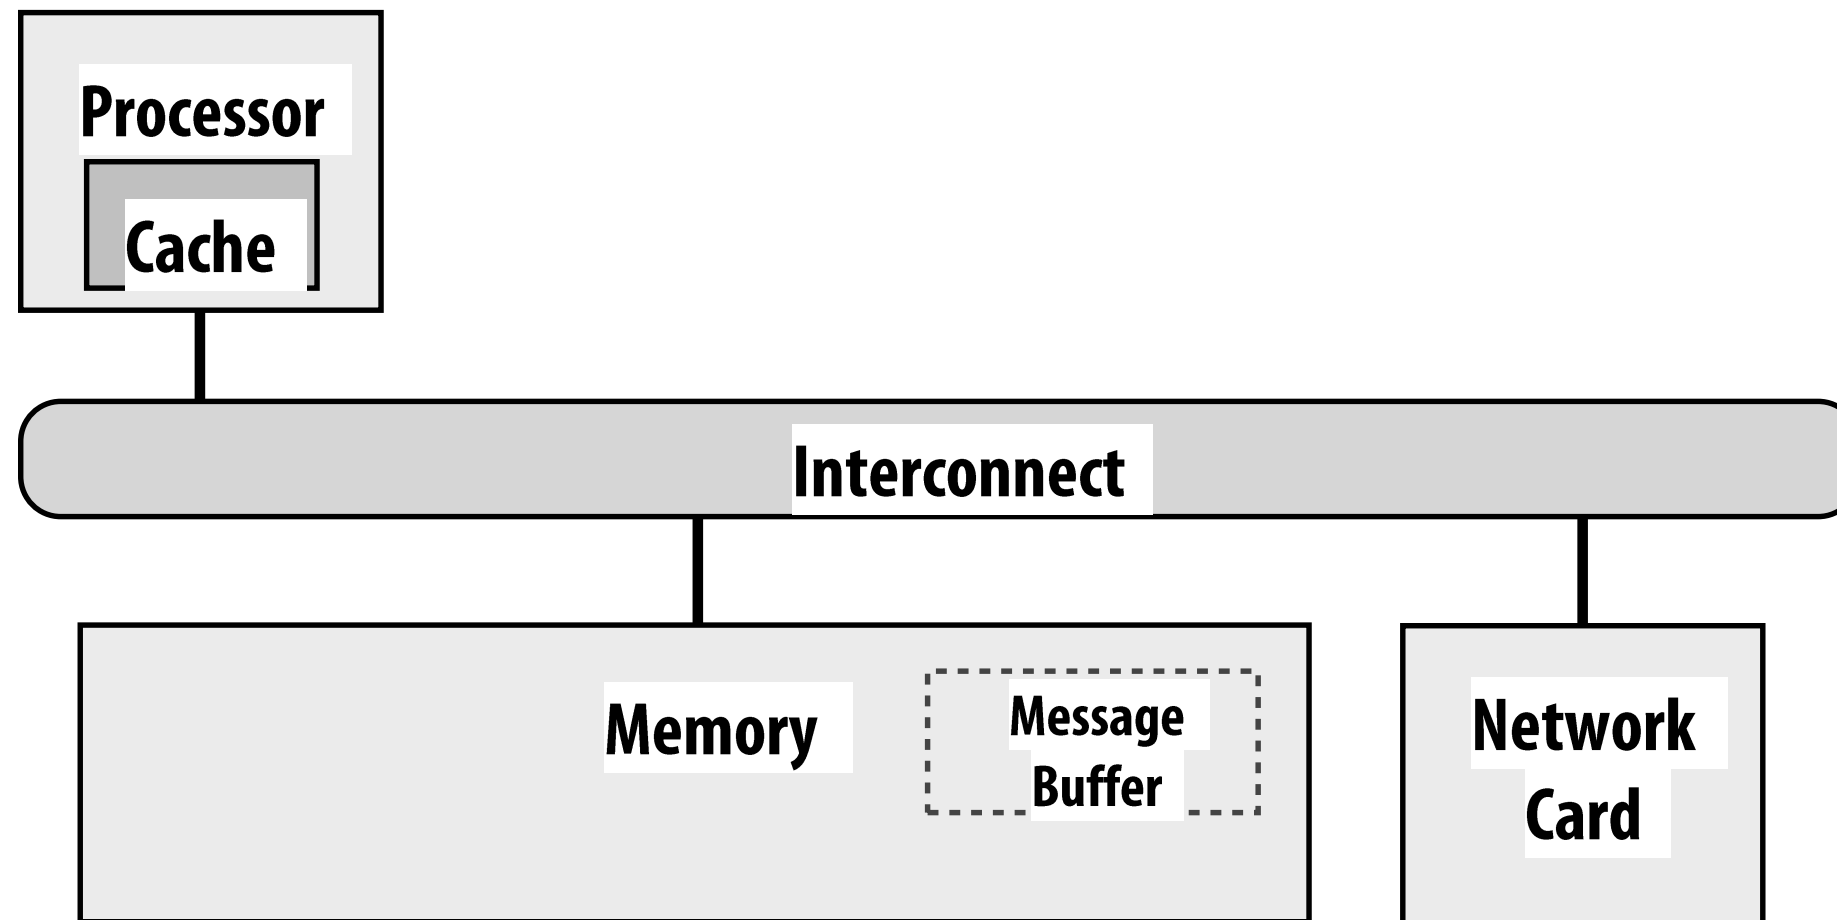 Processor
Cache
Interconnect
Memory
Message
Buffer
Network
Card